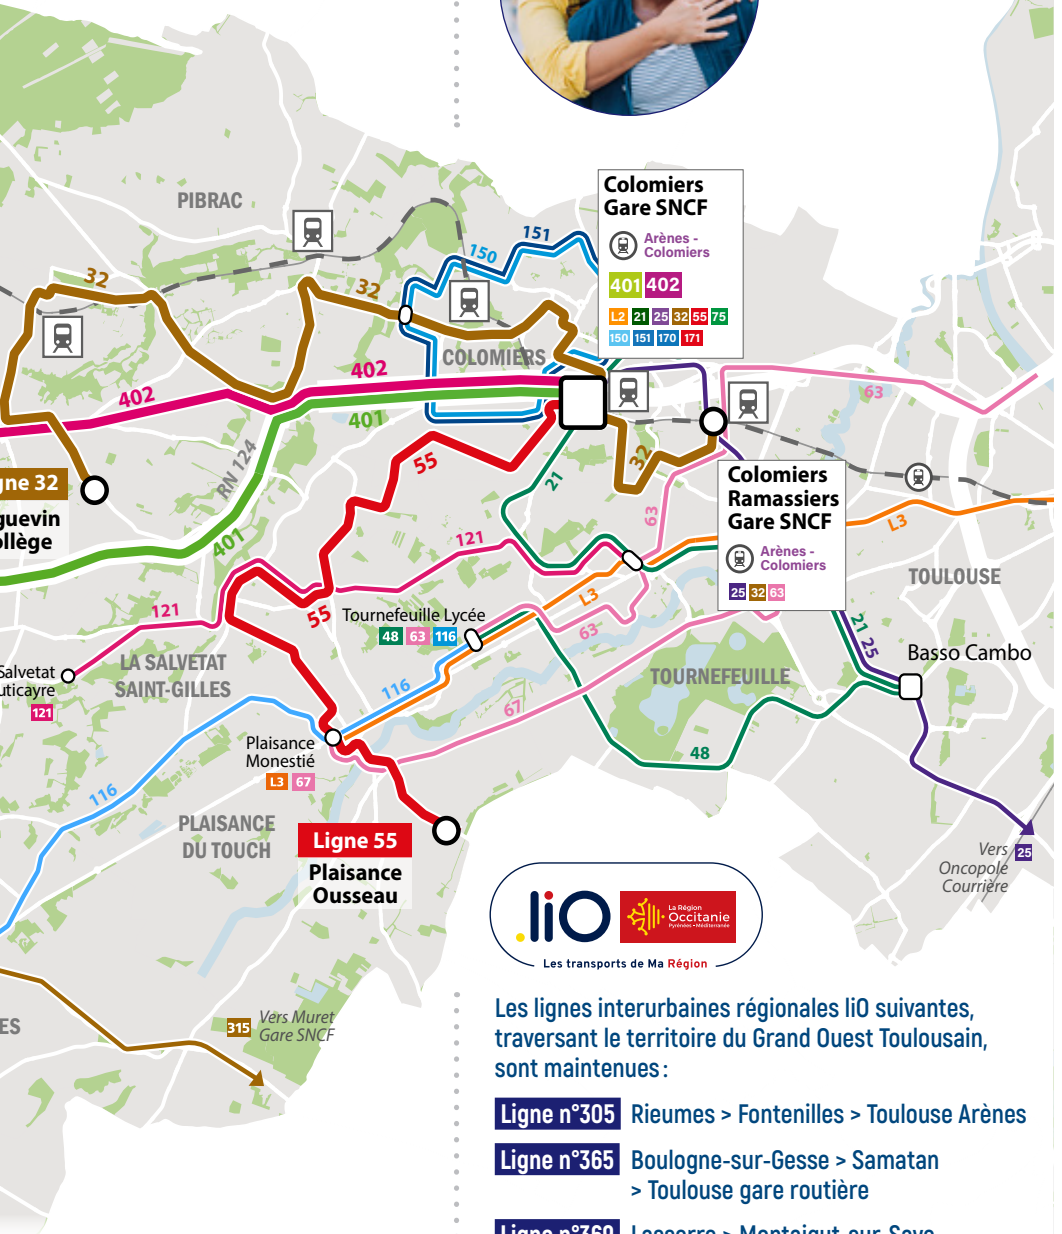 PIBRAC
Colomiers
Gare SNCF
Arènes -
Colomiers
401 402
L2 21 25 32 55 75
150 151 170 171
151
150
32
32
COLOMIERS
402
402
401
63
RN 124
55
32
21
63
Colomiers
Ramassiers
Gare SNCF
Arènes -
Colomiers
25 32 63
L3
TOULOUSE
401
121
L3
63
121
55
Tournefeuille Lycée
48 63 116
21
25
Basso Cambo
LA SALVETAT
SAINT-GILLES
Salvetat
121
116
TOURNEFEUILLE
67
48
Plaisance
Monestié
L3 67
116
PLAISANCE
DU TOUCH
Ligne 55
Plaisance
Ousseau
Vers 25
Oncopole
Courrière
liO
La Région
Occitanie
Pyrénées - Méditerranée
Les transports de Ma Région
315 Vers Muret
Gare SNCF
Les lignes interurbaines régionales liO suivantes,
traversant le territoire du Grand Ouest Toulousain,
sont maintenues :
Ligne n°305 Rieumes > Fontenilles > Toulouse Arènes
Ligne n°365 Boulogne-sur-Gesse > Samatan
> Toulouse gare routière